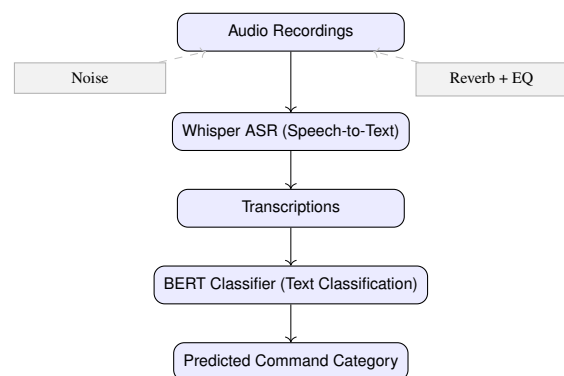 Audio Recordings
Noise
Reverb + EQ
Whisper ASR (Speech-to-Text)
Transcriptions
BERT Classifier (Text Classification)
Predicted Command Category